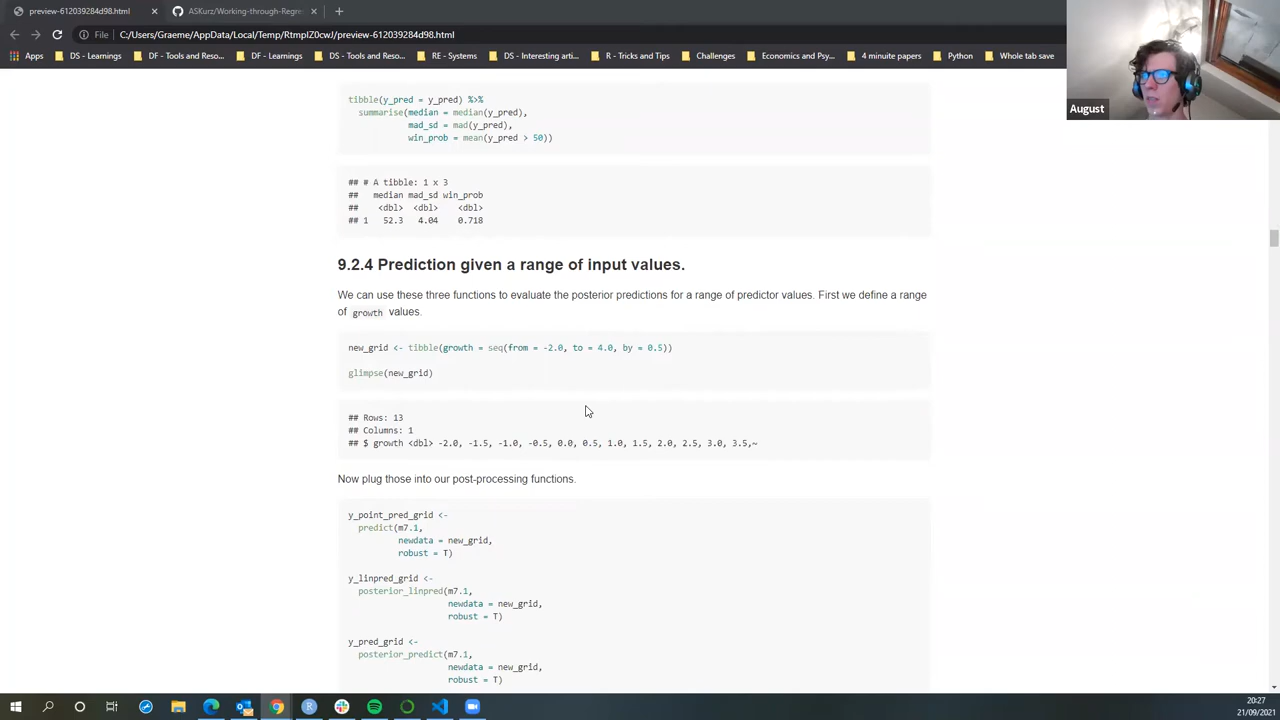 preview-612039284d98.html
ASKurz/Working-through-Regre
File
C:/Users/Graeme/AppData/Local/Temp/RtmpIZ0cwJ/preview-612039284d98.html
Apps
DS - Learnings
DF - Tools and Reso...
DF - Learnings
DS - Tools and Reso...
RE - Systems
DS - Interesting arti...
R - Tricks and Tips
Challenges
Economics and Psy...
4 minuite papers
Python
Whole tab save
August
tibble(y_pred = y_pred) %>%
summarise(median = median(y_pred),
mad_sd = mad(y_pred),
win_prob = mean(y_pred > 50))
## # A tibble: 1 x 3
##   median mad_sd win_prob
##    <dbl>  <dbl>    <dbl>
## 1   52.3   4.04    0.718
9.2.4 Prediction given a range of input values.
We can use these three functions to evaluate the posterior predictions for a range of predictor values. First we define a range
of growth values.
new_grid <- tibble(growth = seq(from = -2.0, to = 4.0, by = 0.5))
glimpse(new_grid)
## Rows: 13
## Columns: 1
## $ growth <dbl> -2.0, -1.5, -1.0, -0.5, 0.0, 0.5, 1.0, 1.5, 2.0, 2.5, 3.0, 3.5,~
Now plug those into our post-processing functions.
y_point_pred_grid <-
predict(m7.1,
newdata = new_grid,
robust = T)
y_linpred_grid <-
posterior_linpred(m7.1,
newdata = new_grid,
robust = T)
y_pred_grid <-
posterior_predict(m7.1,
newdata = new_grid,
robust = T)
20:27
21/09/2021